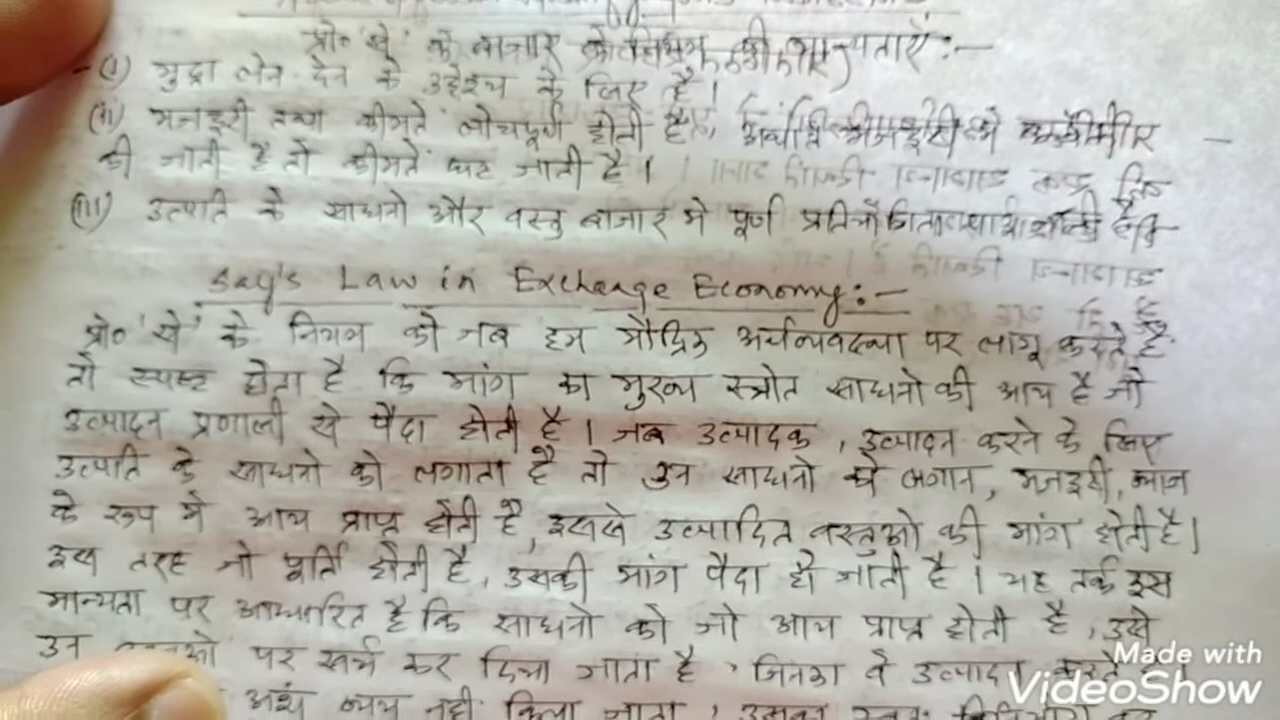 प्रो० 'से' के बाजार की मान्यताएँ:—
(i) मुद्रा लेन देन के उद्देश्य के लिए है।
(ii) मजदूरी तथा कीमतें लोचपूर्ण होती है,
की जाती है तो कीमतें घट जाती है।
(iii) उत्पति के साधनो और वस्तु बाजार मे पूर्ण
Say's Law in Exchange Economy:—
प्रो० 'से' के नियम को जब हम मौद्रिक अर्थव्यवस्था पर लागू करते है
तो स्पष्ट होता है कि मांग का मुख्य स्त्रोत साधनो की आय है जो
उत्पादन प्रणाली से पैदा होती है। जब उत्पादक, उत्पादन करने के लिए
उत्पति के साधनो को लगाता है तो उन साधनो को लगान, मजदूरी, ब्याज
के रूप मे आय प्राप्त होती है, इससे उत्पादित वस्तुओ की मांग होती है।
इस तरह जो पूर्ति होती है, उसकी मांग पैदा हो जाती है। यह तर्क इस
मान्यता पर आधारित है कि साधनो को जो आय प्राप्त होती है, उसे
उन पर खर्च कर दिया जाता है, जिनका वे उत्पादन करते
व्यय नही किया जाता, उसका
Made with
VideoShow